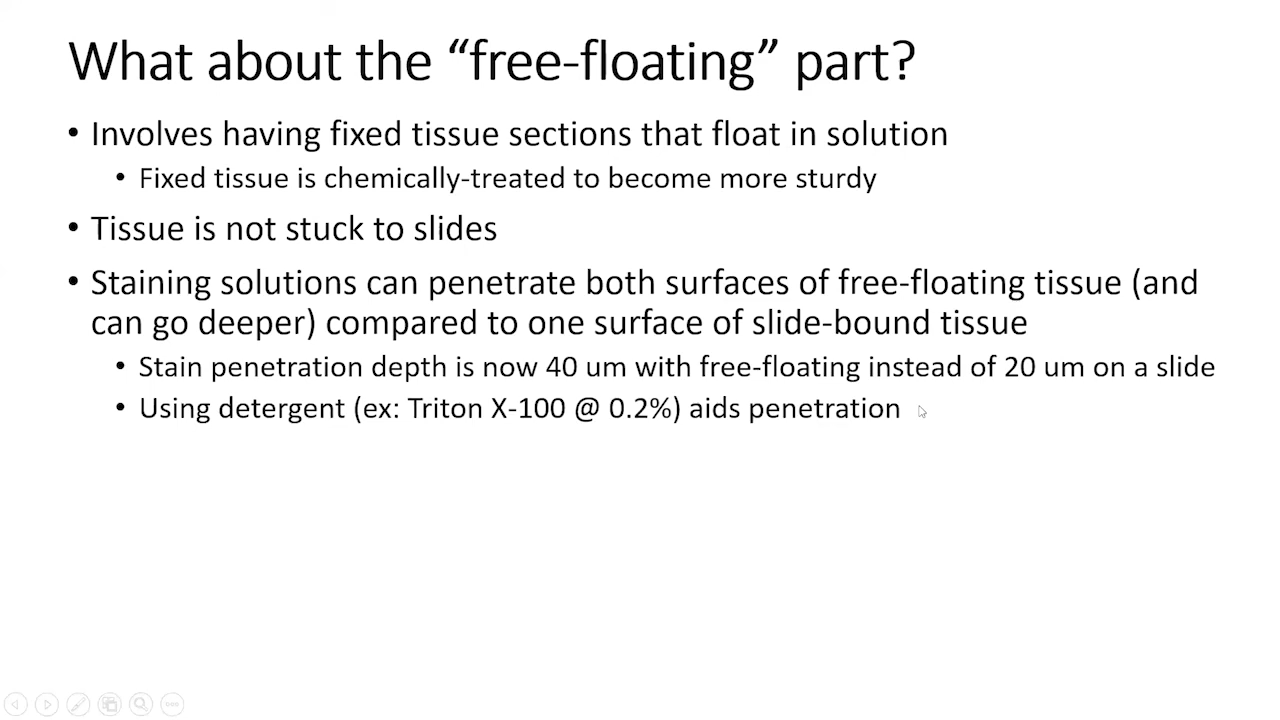 What about the “free-floating” part?
• Involves having fixed tissue sections that float in solution
• Fixed tissue is chemically-treated to become more sturdy
• Tissue is not stuck to slides
• Staining solutions can penetrate both surfaces of free-floating tissue (and
can go deeper) compared to one surface of slide-bound tissue
• Stain penetration depth is now 40 um with free-floating instead of 20 um on a slide
• Using detergent (ex: Triton X-100 @ 0.2%) aids penetration